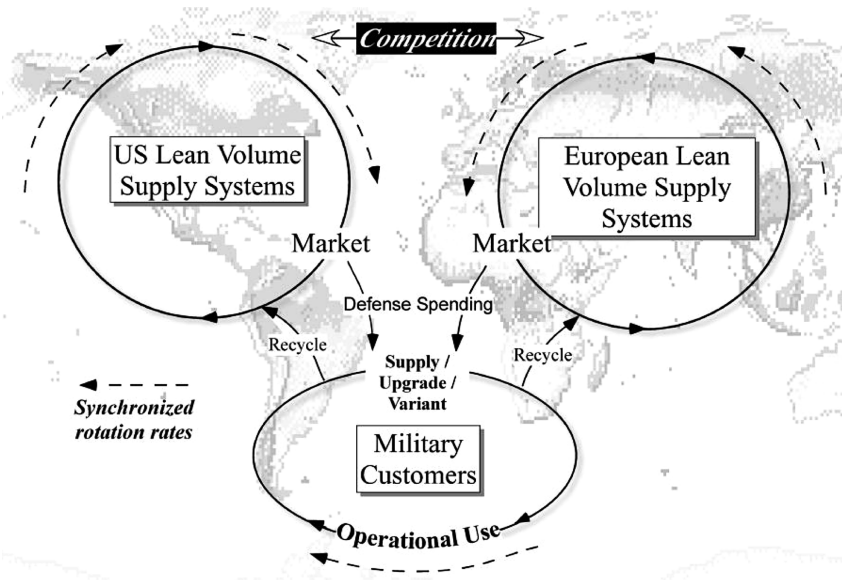 Competition
US Lean Volume
Supply Systems
European Lean
Volume Supply
Systems
Market
Market
Defense Spending
Recycle
Recycle
Supply /
Upgrade /
Variant
Synchronized
rotation rates
Military
Customers
Operational Use